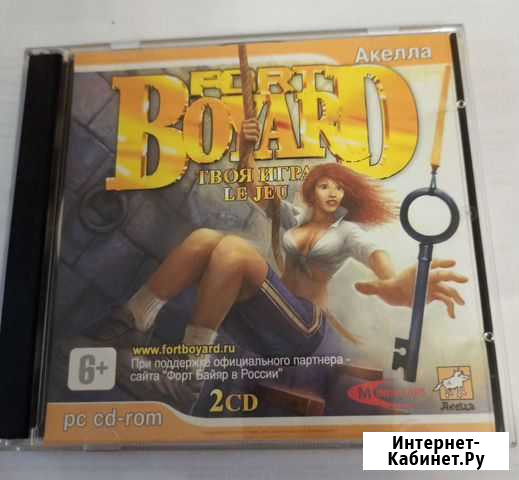 Акелла
FORT
BOYARD
ТВОЯ ИГРА
LE JEU
www.fortboyard.ru
При поддержке официального партнера -
сайта "Форт Байяр в России"
6+
2CD
pc cd-rom
Акелла
Интернет-
Кабинет.Ру